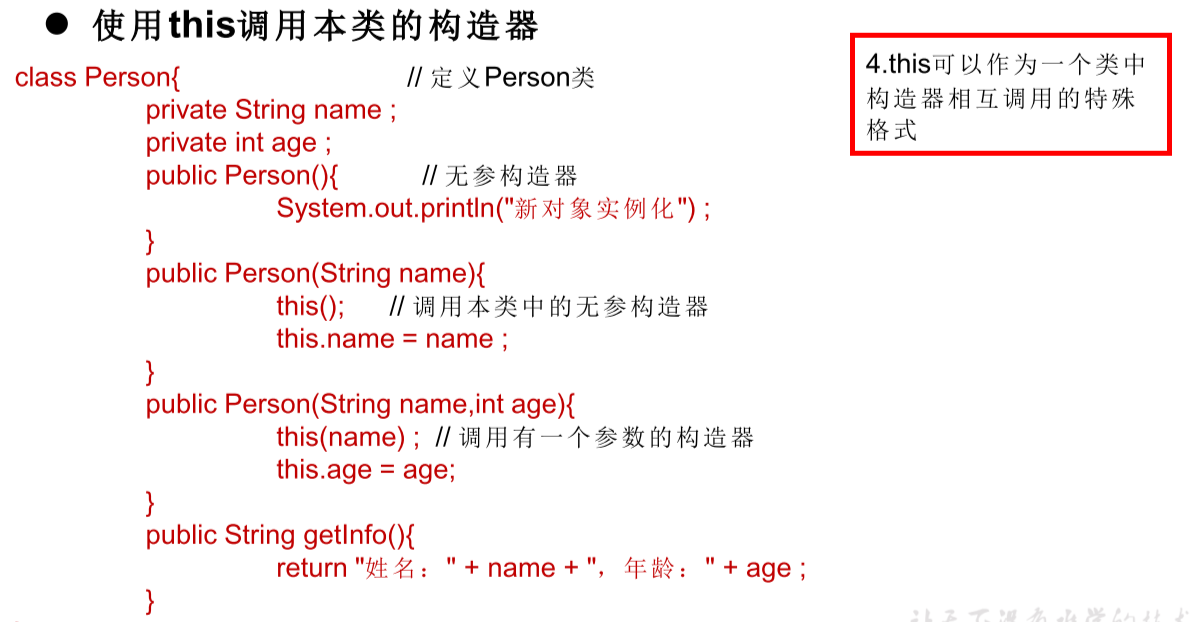 ● 使用this调用本类的构造器
class Person{ // 定义Person类
private String name ;
private int age ;
public Person(){ // 无参构造器
System.out.println("新对象实例化") ;
}
public Person(String name){
this(); // 调用本类中的无参构造器
this.name = name ;
}
public Person(String name,int age){
this(name) ; // 调用有一个参数的构造器
this.age = age;
}
public String getInfo(){
return "姓名：" + name + "，年龄：" + age ;
}
4.this可以作为一个类中
构造器相互调用的特殊
格式